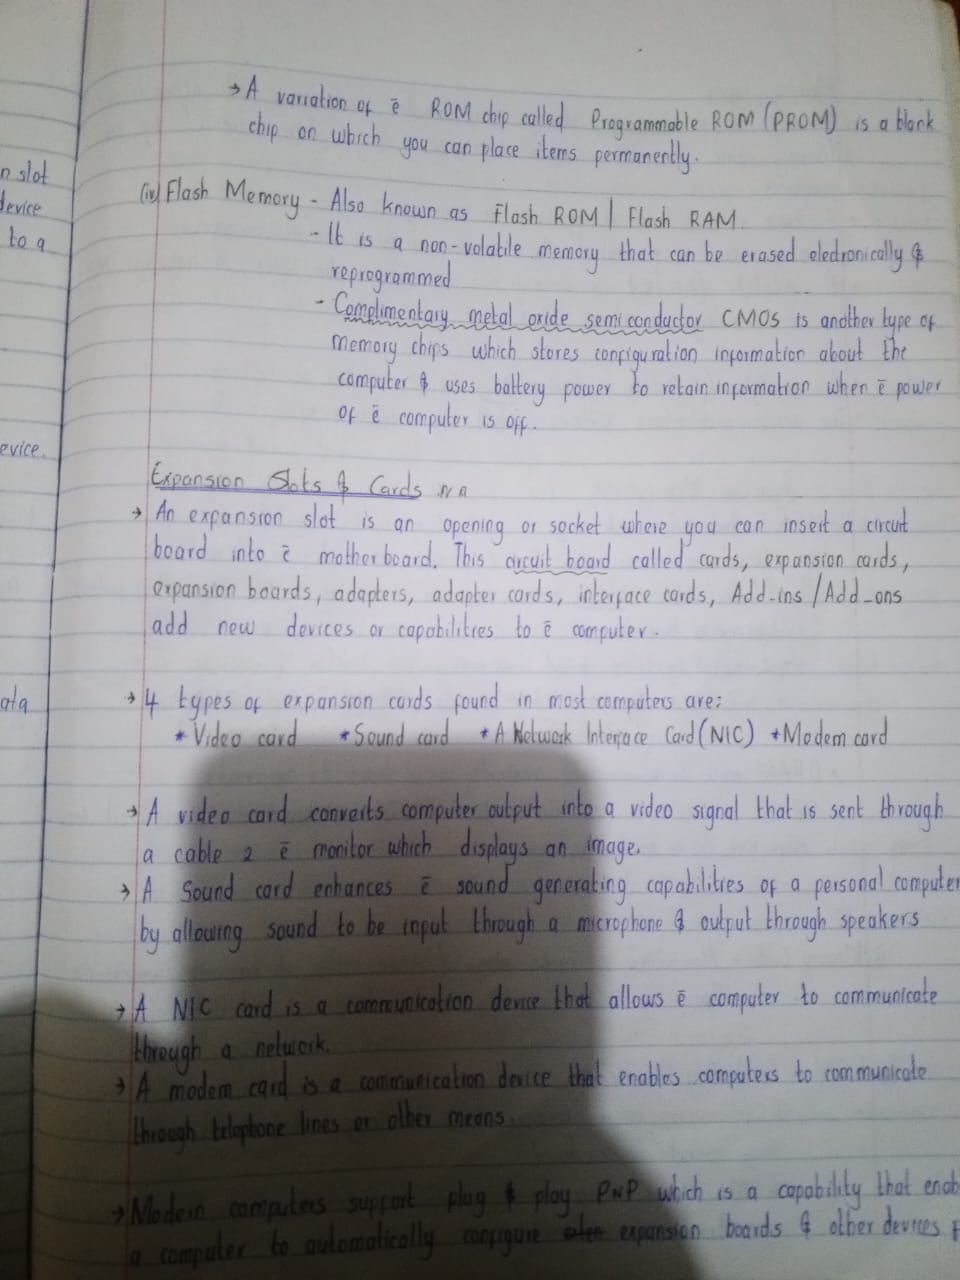 → A variation of ē ROM chip called Programmable ROM (PROM) is a blank
chip on which you can place items permanently.
n slot
device
to a
(iv) Flash Memory - Also known as Flash ROM | Flash RAM
- It is a non-volatile memory that can be erased electronically &
reprogrammed
- Complimentary metal oxide semiconductor CMOS is another type of
memory chips which stores configuration information about the
computer & uses battery power to retain information when ē power
of ē computer is off.
evice.
Expansion Slots & Cards
→ An expansion slot is an opening or socket where you can insert a circuit
board into ē motherboard. This circuit board called cards, expansion cards,
expansion boards, adapters, adapter cards, interface cards, Add-ins / Add-ons
add new devices or capabilities to ē computer.
ata
→ 4 types of expansion cards found in most computers are:
* Video card * Sound card * A Network Interface Card (NIC) * Modem card
→ A video card converts computer output into a video signal that is sent through
a cable 2 ē monitor which displays an image.
→ A Sound card enhances ē sound generating capabilities of a personal computer
by allowing sound to be input through a microphone & output through speakers
→ A NIC card is a communication device that allows ē computer to communicate
through a network.
→ A modem card is a communication device that enables computers to communicate
through telephone lines or other means.
→ Modern computers support plug & play PNP which is a capability that enab
a computer to automatically configure expansion boards & other devices